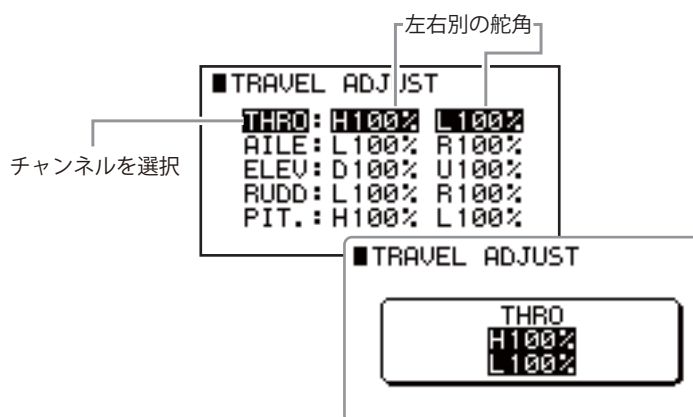 左右別の舵角
■TRAVEL ADJUST
THRO: H100% L100%
AILE: L100% R100%
ELEV: D100% U100%
RUDD: L100% R100%
PIT.: H100% L100%
チャンネルを選択
■TRAVEL ADJUST
THRO
H100%
L100%